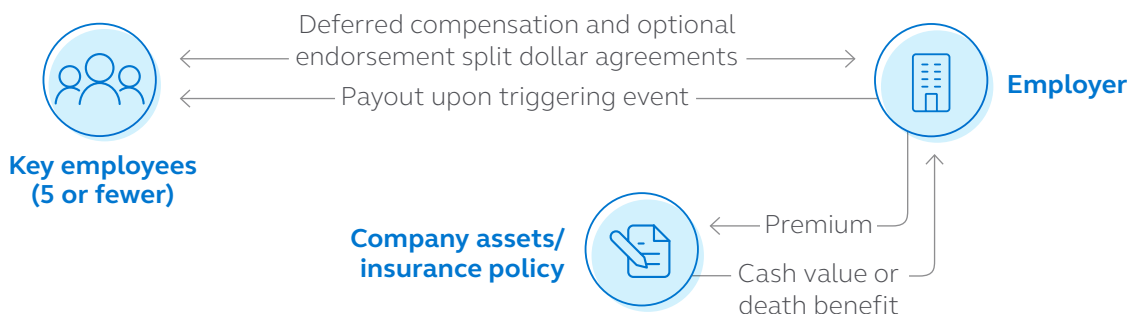 Deferred compensation and optional
endorsement split dollar agreements
Payout upon triggering event
Employer
Key employees
(5 or fewer)
Premium
Company assets/
insurance policy
Cash value or
death benefit